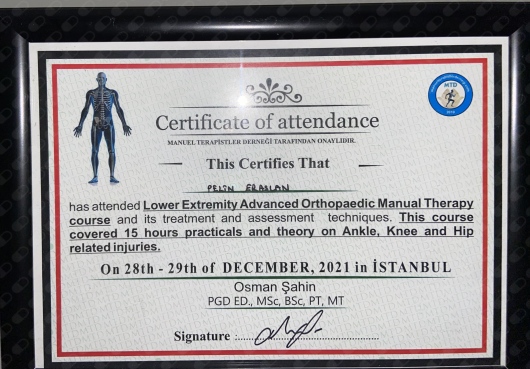 MTD
Certificate of attendance
MANUEL TERAPİSTLER DERNEĞİ TARAFINDAN ONAYLIDIR.
This Certifies That
PELİN ERASLAN
has attended Lower Extremity Advanced Orthopaedic Manual Therapy
course and its treatment and assessment techniques. This course
covered 15 hours practicals and theory on Ankle, Knee and Hip
related injuries.
On 28th - 29th of DECEMBER, 2021 in İSTANBUL
Osman Şahin
PGD ED., MSc, BSc, PT, MT
Signature :